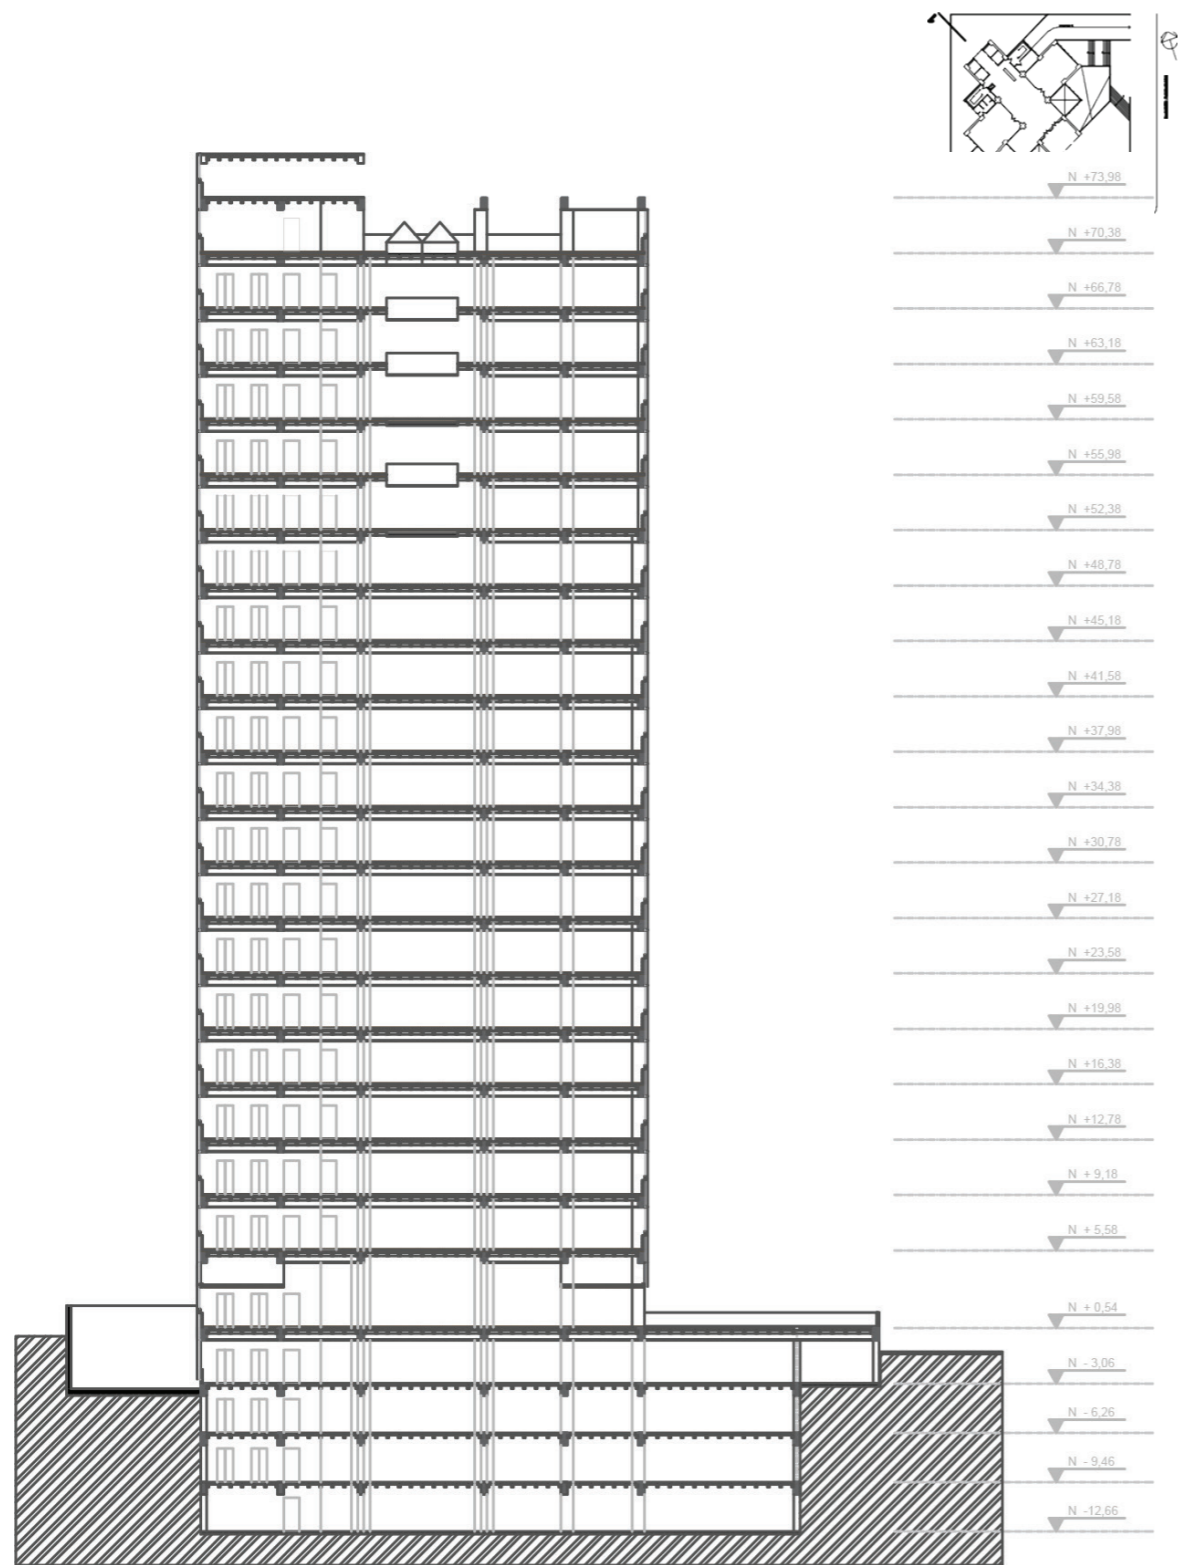 N +73,98
N +70,38
N +66,78
N +63,18
N +59,58
N +55,98
N +52,38
N +48,78
N +45,18
N +41,58
N +37,98
N +34,38
N +30,78
N +27,18
N +23,58
N +19,98
N +16,38
N +12,78
N + 9,18
N + 5,58
N + 0,54
N - 3,06
N - 6,26
N - 9,46
N -12,66